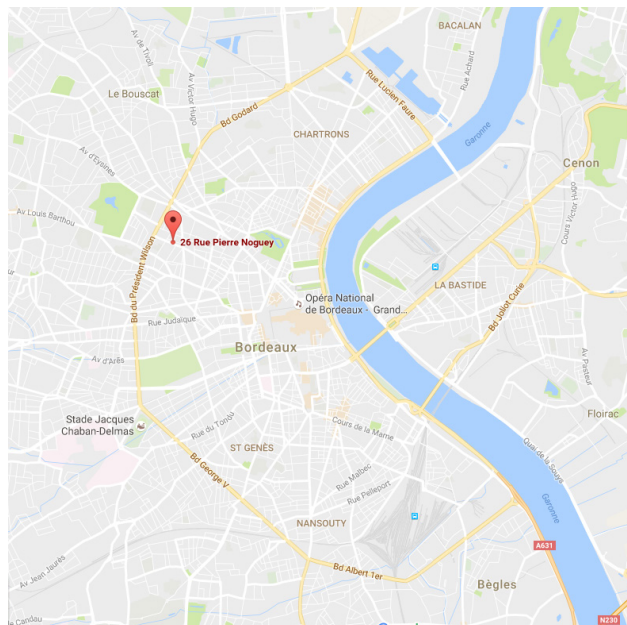 BACALAN
Av de Tivoli
Rue Achard
Le Bouscat
Av Victor Hugo
Rue Lucien Faure
Bd Godard
CHARTRONS
Garonne
Av d'Eysines
Cenon
Av Louis Barthou
Cours Victor Hugo
26 Rue Pierre Noguey
Bd du Président Wilson
LA BASTIDE
Opéra National
de Bordeaux - Grand...
Rue Judaïque
Bd Joliot Curie
Bordeaux
Av d'Arès
Av Pasteur
Stade Jacques
Chaban-Delmas
Rue du Tondu
Cours de la Marne
Floirac
ST GENÈS
Bd George V
Quai de la Souys
Rue Malbec
Rue Pelleport
Garonne
NANSOUTY
A631
Av Jean Jaurès
Bd Albert 1er
Bègles
de Candau
N230